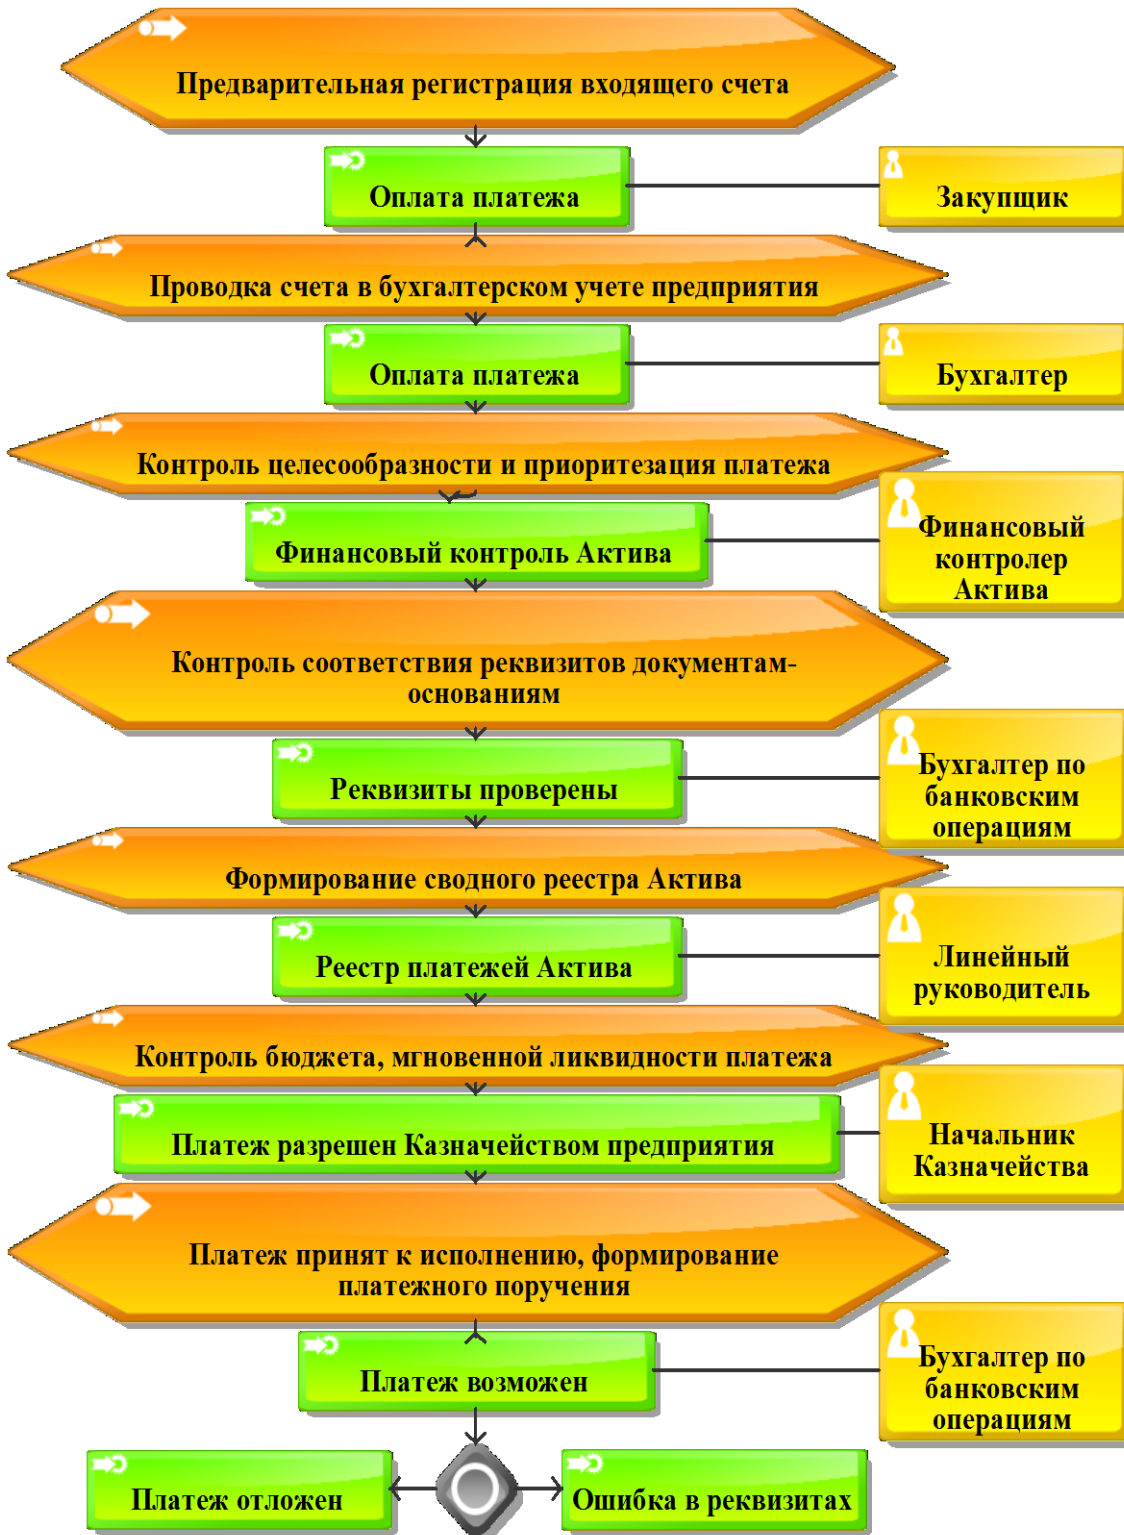 Предварительная регистрация входящего счета
Оплата платежа
Закупщик
Проводка счета в бухгалтерском учете предприятия
Оплата платежа
Бухгалтер
Контроль целесообразности и приоритезация платежа
Финансовый контроль Актива
Финансовый
контролер
Актива
Контроль соответствия реквизитов документам-
основаниям
Реквизиты проверены
Бухгалтер по
банковским
операциям
Формирование сводного реестра Актива
Реестр платежей Актива
Линейный
руководитель
Контроль бюджета, мгновенной ликвидности платежа
Платеж разрешен Казначейством предприятия
Начальник
Казначейства
Платеж принят к исполнению, формирование
платежного поручения
Платеж возможен
Бухгалтер по
банковским
операциям
Платеж отложен
Ошибка в реквизитах